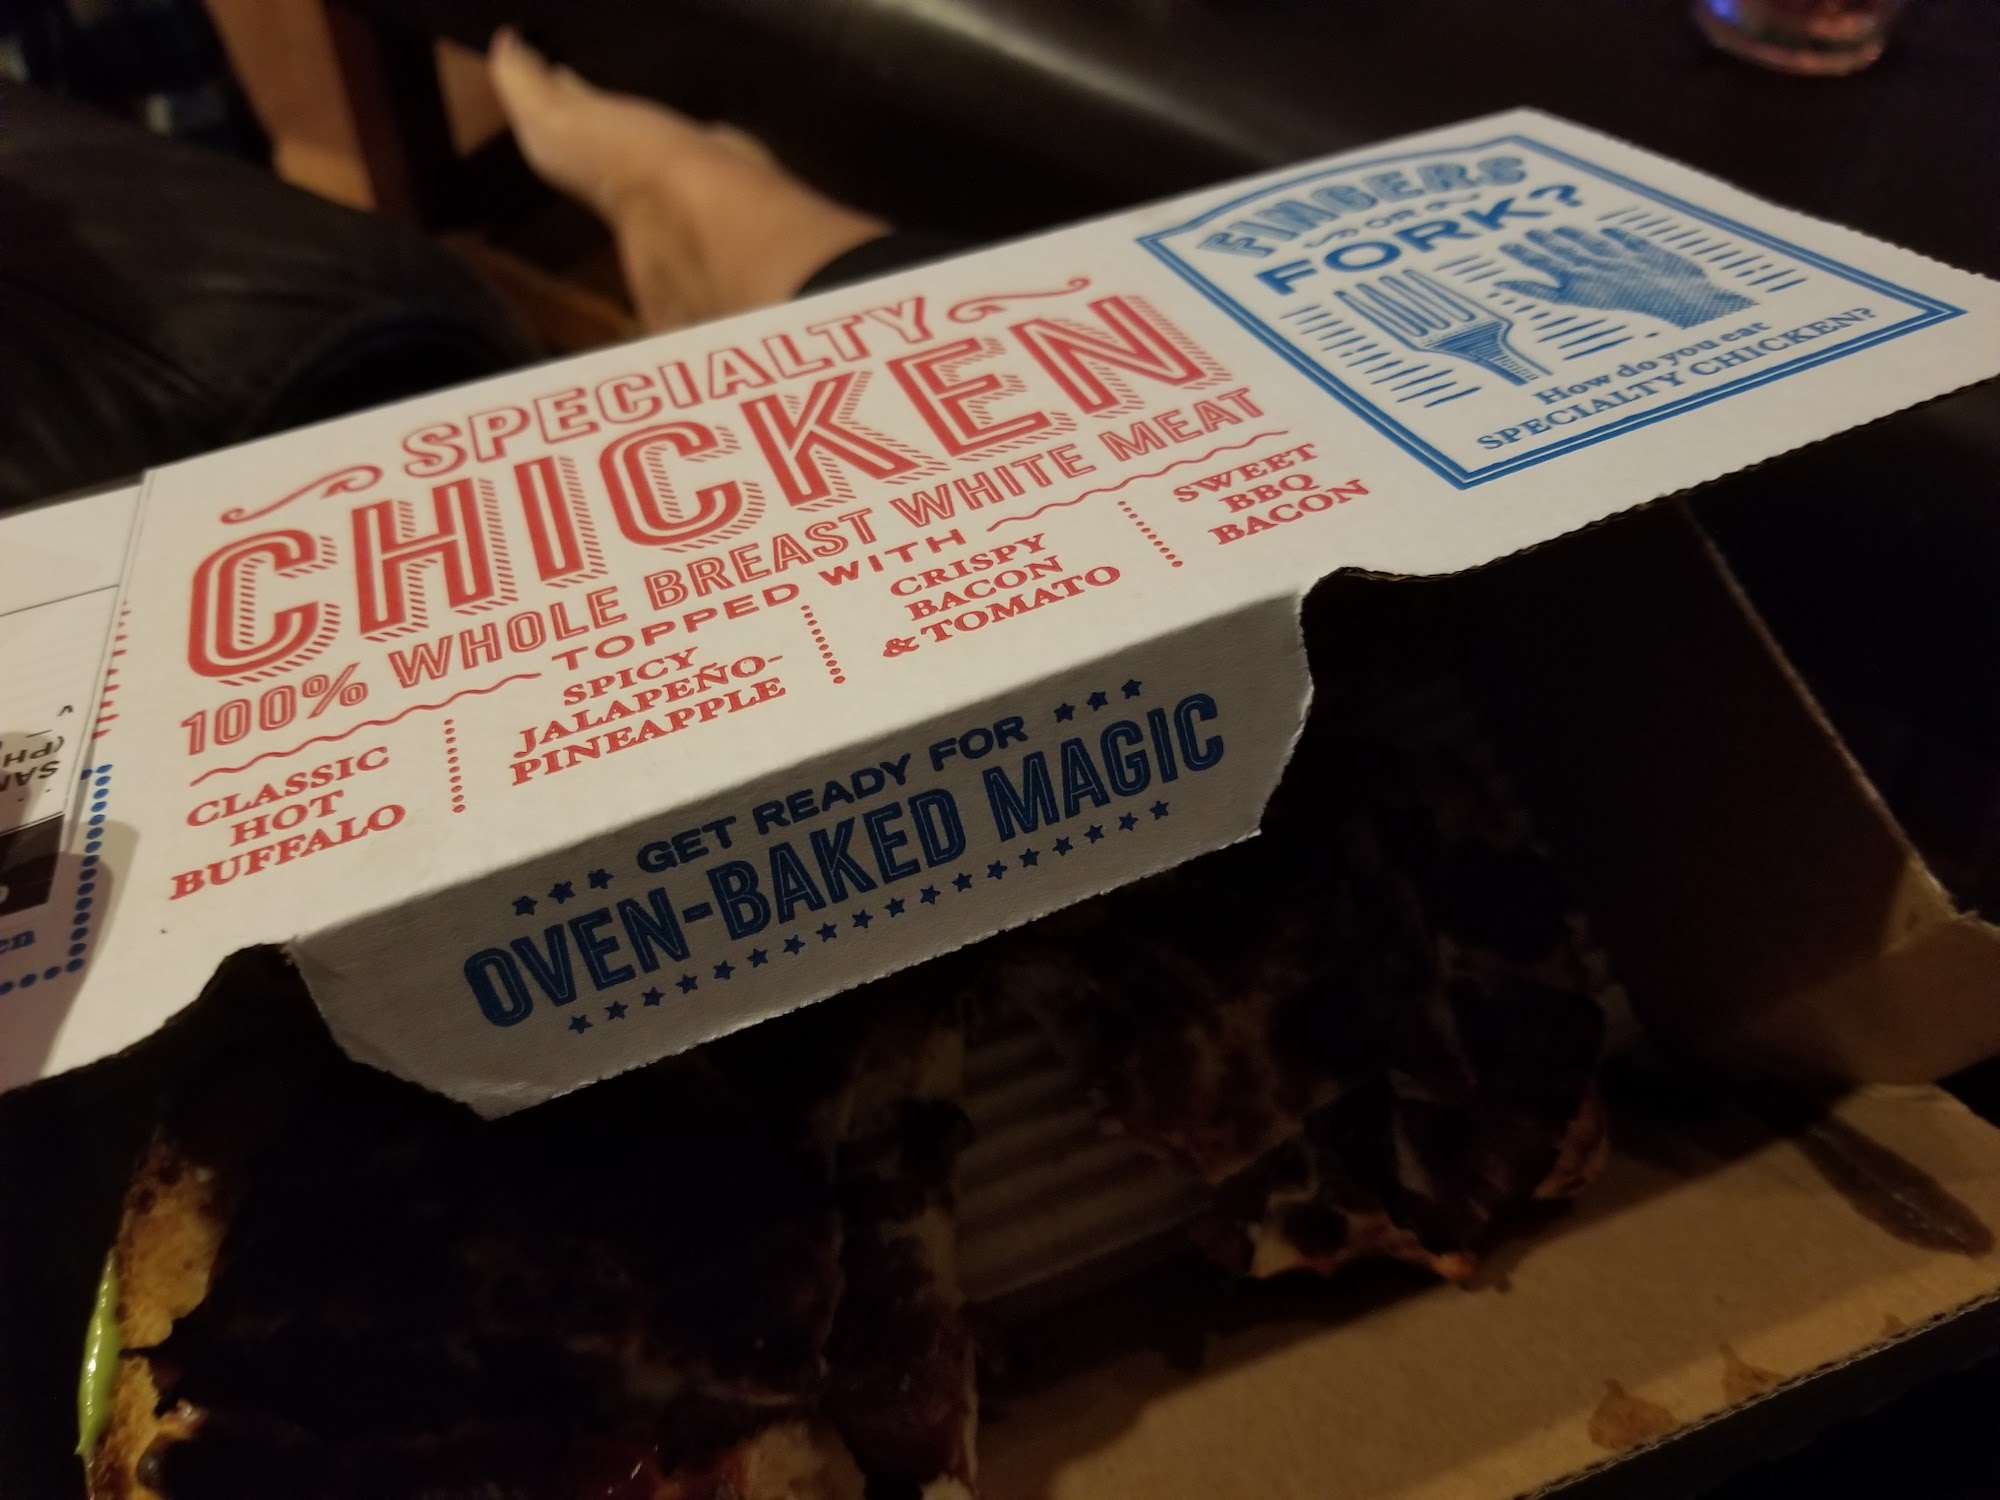 SPECIALTY
CHICKEN
100% WHOLE BREAST WHITE MEAT
TOPPED WITH
CLASSIC
HOT
BUFFALO
SPICY
JALAPEÑO-
PINEAPPLE
CRISPY
BACON
& TOMATO
SWEET
BBQ
BACON
FINGERS
OR
FORK?
How do you eat
SPECIALTY CHICKEN?
GET READY FOR
OVEN-BAKED MAGIC